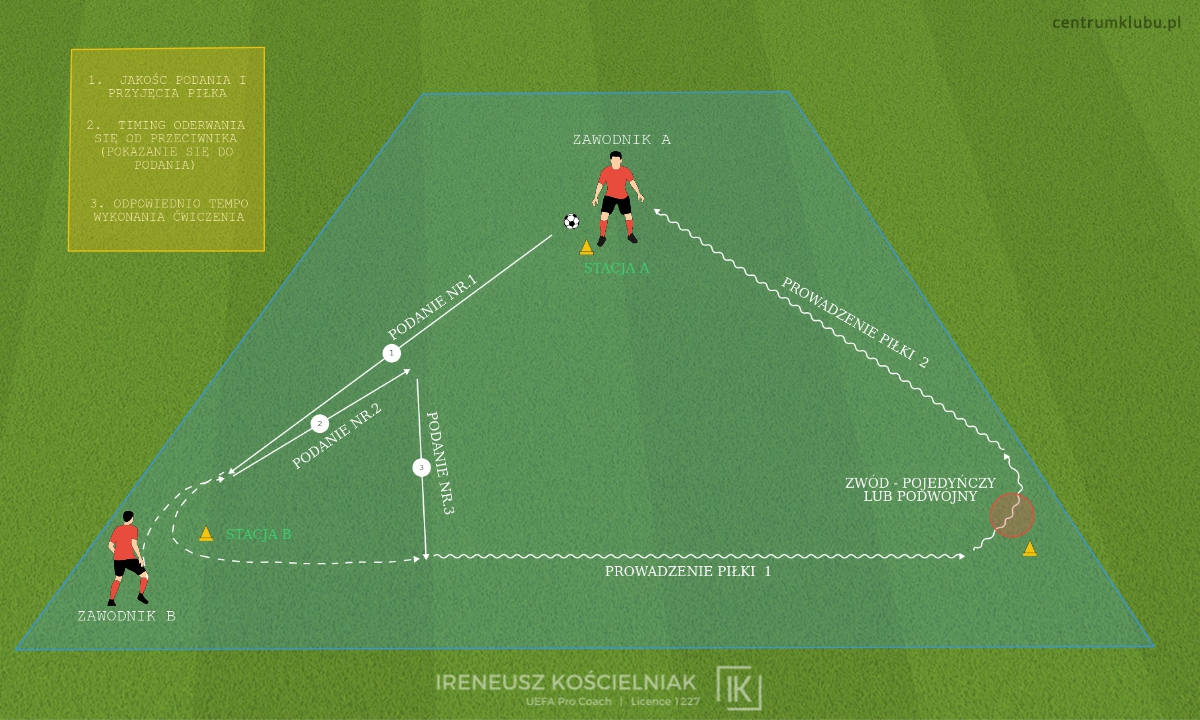 centrumklubu.pl
1. JAKOŚC PODANIA I
PRZYJĘCIA PIŁKA
2. TIMING ODERWANIA
SIĘ OD PRZECIWNIKA
(POKAZANIE SIĘ DO
PODANIA)
3. ODPOWIEDNIO TEMPO
WYKONANIA ĆWICZENIA
ZAWODNIK A
STACJA A
PODANIE NR.1
1
PROWADZENIE PIŁKI 2
2
PODANIE NR.2
PODANIE NR.3
3
ZWÓD - POJEDYŃCZY
LUB PODWÓJNY
STACJA B
PROWADZENIE PIŁKI 1
ZAWODNIK B
IRENEUSZ KOŚCIELNIAK
UEFA Pro Coach | Licence 1227
IK